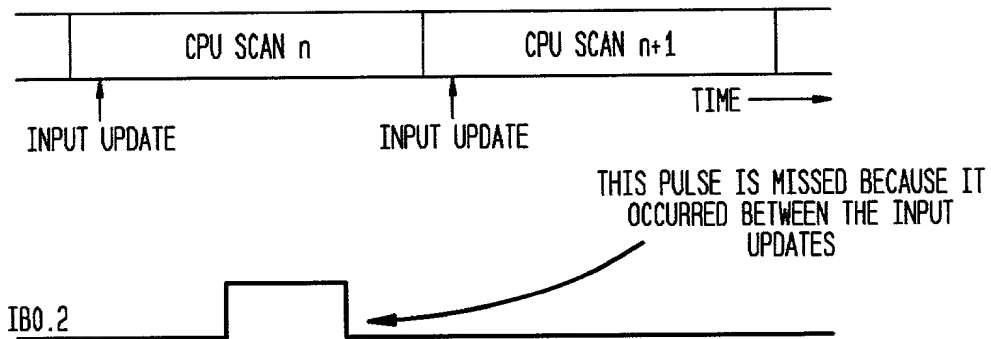 CPU SCAN n
CPU SCAN n+1
TIME
INPUT UPDATE
INPUT UPDATE
THIS PULSE IS MISSED BECAUSE IT
OCCURRED BETWEEN THE INPUT
UPDATES
IB0.2